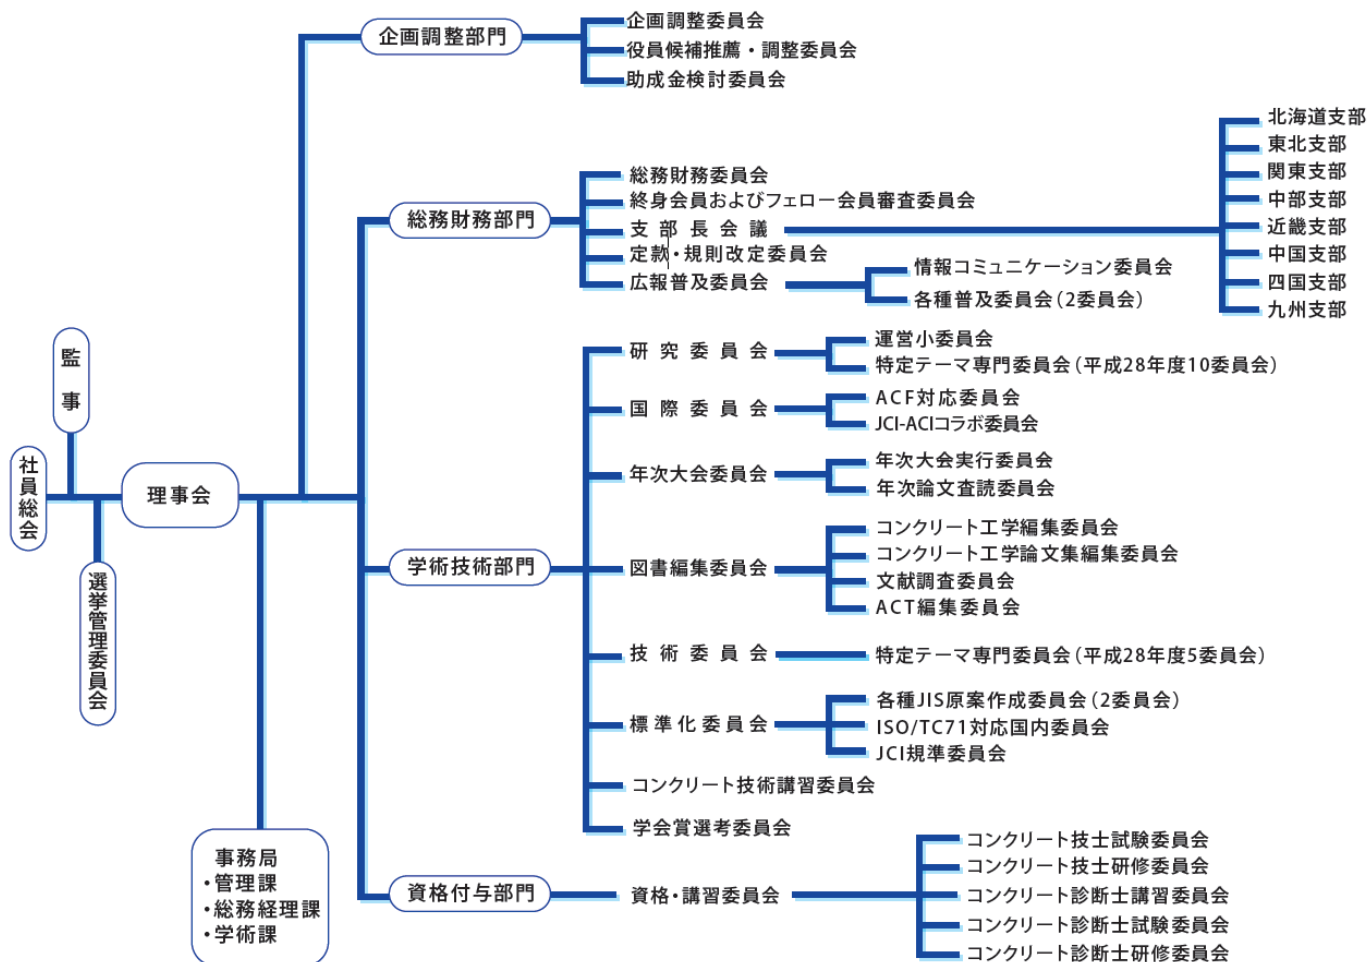 企画調整部門
企画調整委員会
役員候補推薦・調整委員会
助成金検討委員会
総務財務部門
総務財務委員会
終身会員およびフェロー会員審査委員会
支部長会議
定款・規則改定委員会
広報普及委員会
情報コミュニケーション委員会
各種普及委員会（2委員会）
北海道支部
東北支部
関東支部
中部支部
近畿支部
中国支部
四国支部
九州支部
監事
社員総会
理事会
選挙管理委員会
学術技術部門
研究委員会
運営小委員会
特定テーマ専門委員会（平成28年度10委員会）
国際委員会
ACF対応委員会
JCI-ACIコラボ委員会
年次大会委員会
年次大会実行委員会
年次論文査読委員会
図書編集委員会
コンクリート工学編集委員会
コンクリート工学論文集編集委員会
文献調査委員会
ACT編集委員会
技術委員会
特定テーマ専門委員会（平成28年度5委員会）
標準化委員会
各種JIS原案作成委員会（2委員会）
ISO/TC71対応国内委員会
JCI規準委員会
コンクリート技術講習委員会
学会賞選考委員会
事務局
・管理課
・総務経理課
・学術課
資格付与部門
資格・講習委員会
コンクリート技士試験委員会
コンクリート技士研修委員会
コンクリート診断士講習委員会
コンクリート診断士試験委員会
コンクリート診断士研修委員会